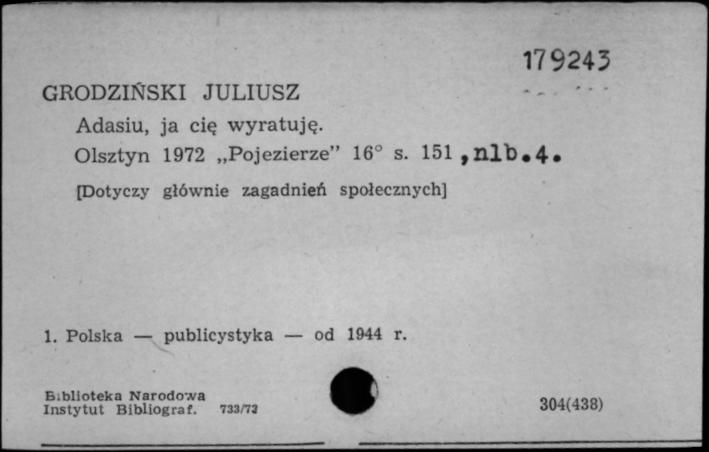 179243
GRODZIŃSKI JULIUSZ
Adasiu, ja cię wyratuję.
Olsztyn 1972 „Pojezierze” 16° s. 151, nlb. 4.
[Dotyczy głównie zagadnień społecznych]
1. Polska — publicystyka — od 1944 r.
Biblioteka Narodowa
Instytut Bibliograf. 733/72
304(438)